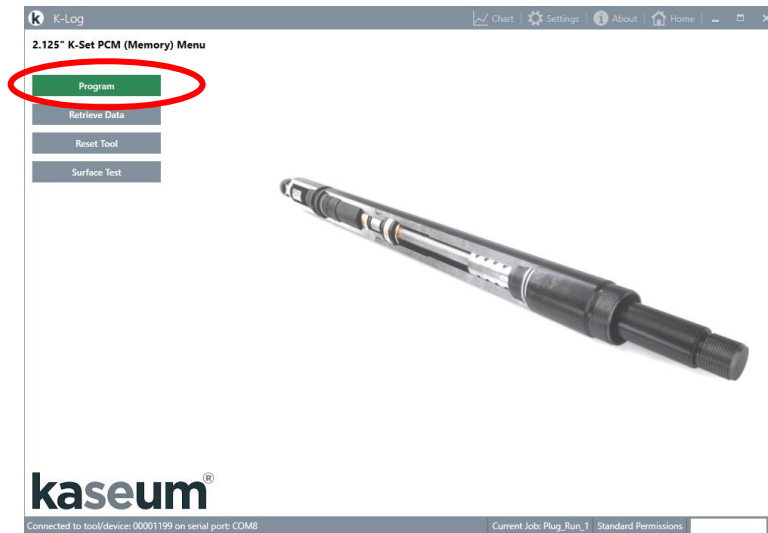 k K-Log Chart Settings About Home
2.125" K-Set PCM (Memory) Menu
Program
Retrieve Data
Reset Tool
Surface Test
kaseum®
Connected to tool/device: 00001199 on serial port: COM8 Current Job: Plug_Run_1 Standard Permissions